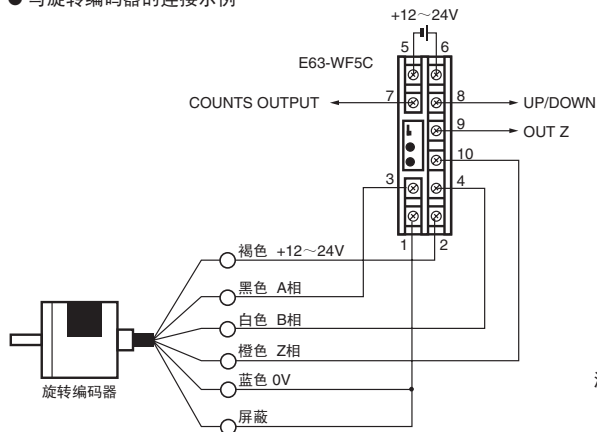 ● 与旋转编码器的连接示例
+12～24V
5 6
E63-WF5C
7 8
COUNTS OUTPUT
UP/DOWN
9
OUT Z
10
3 4
1 2
褐色 +12～24V
黑色 A相
白色 B相
橙色 Z相
蓝色 0V
屏蔽
旋转编码器